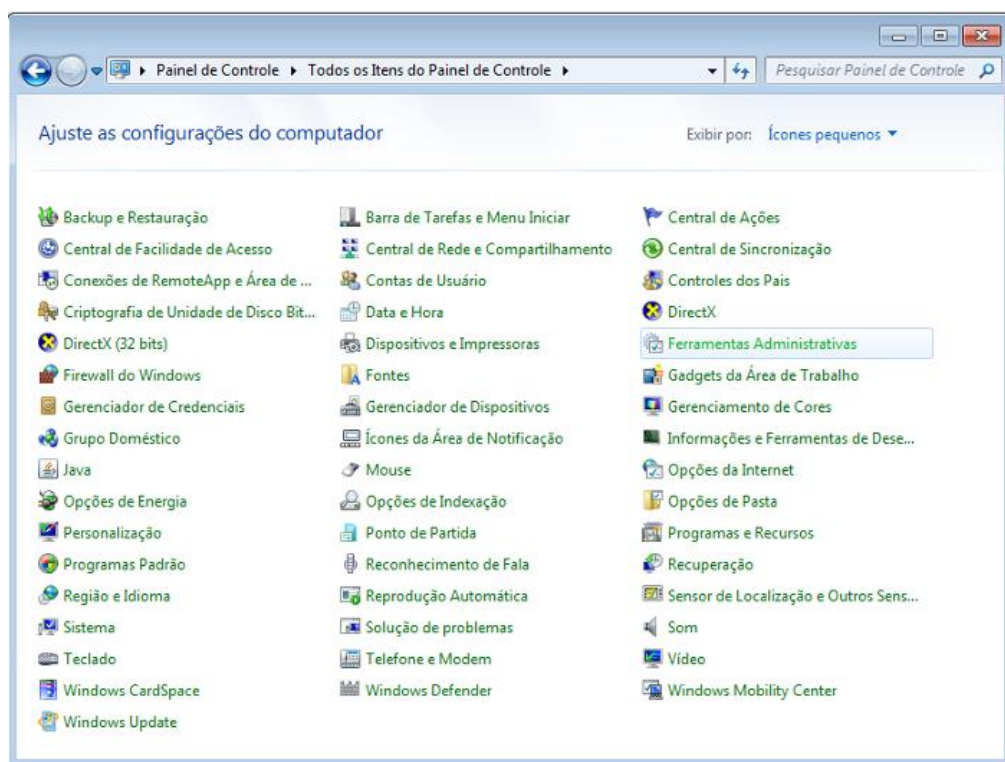 Painel de Controle ▸ Todos os Itens do Painel de Controle ▸
Pesquisar Painel de Controle
Ajuste as configurações do computador
Exibir por: Ícones pequenos
Backup e Restauração
Barra de Tarefas e Menu Iniciar
Central de Ações
Central de Facilidade de Acesso
Central de Rede e Compartilhamento
Central de Sincronização
Conexões de RemoteApp e Área de ...
Contas de Usuário
Controles dos Pais
Criptografia de Unidade de Disco Bit...
Data e Hora
DirectX
DirectX (32 bits)
Dispositivos e Impressoras
Ferramentas Administrativas
Firewall do Windows
Fontes
Gadgets da Área de Trabalho
Gerenciador de Credenciais
Gerenciador de Dispositivos
Gerenciamento de Cores
Grupo Doméstico
Ícones da Área de Notificação
Informações e Ferramentas de Dese...
Java
Mouse
Opções da Internet
Opções de Energia
Opções de Indexação
Opções de Pasta
Personalização
Ponto de Partida
Programas e Recursos
Programas Padrão
Reconhecimento de Fala
Recuperação
Região e Idioma
Reprodução Automática
Sensor de Localização e Outros Sens...
Sistema
Solução de problemas
Som
Teclado
Telefone e Modem
Vídeo
Windows CardSpace
Windows Defender
Windows Mobility Center
Windows Update